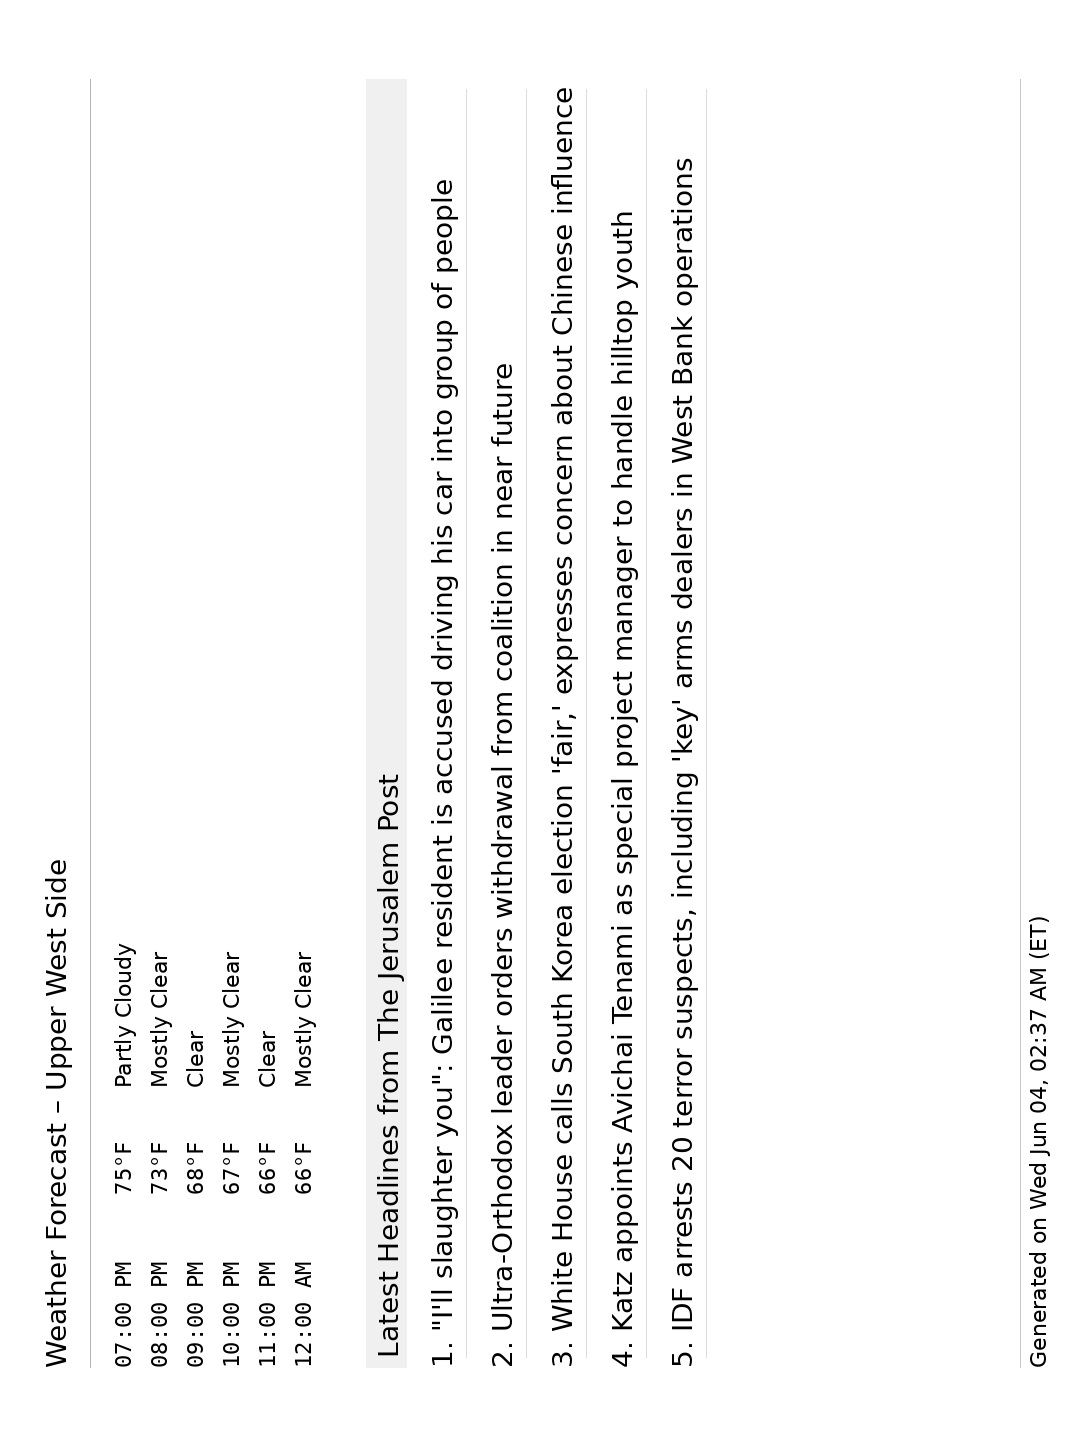 Weather Forecast – Upper West Side
07:00 PM 75°F Partly Cloudy
08:00 PM 73°F Mostly Clear
09:00 PM 68°F Clear
10:00 PM 67°F Mostly Clear
11:00 PM 66°F Clear
12:00 AM 66°F Mostly Clear
Latest Headlines from The Jerusalem Post
1. "I'll slaughter you": Galilee resident is accused driving his car into group of people
2. Ultra-Orthodox leader orders withdrawal from coalition in near future
3. White House calls South Korea election 'fair,' expresses concern about Chinese influence
4. Katz appoints Avichai Tenami as special project manager to handle hilltop youth
5. IDF arrests 20 terror suspects, including 'key' arms dealers in West Bank operations
Generated on Wed Jun 04, 02:37 AM (ET)